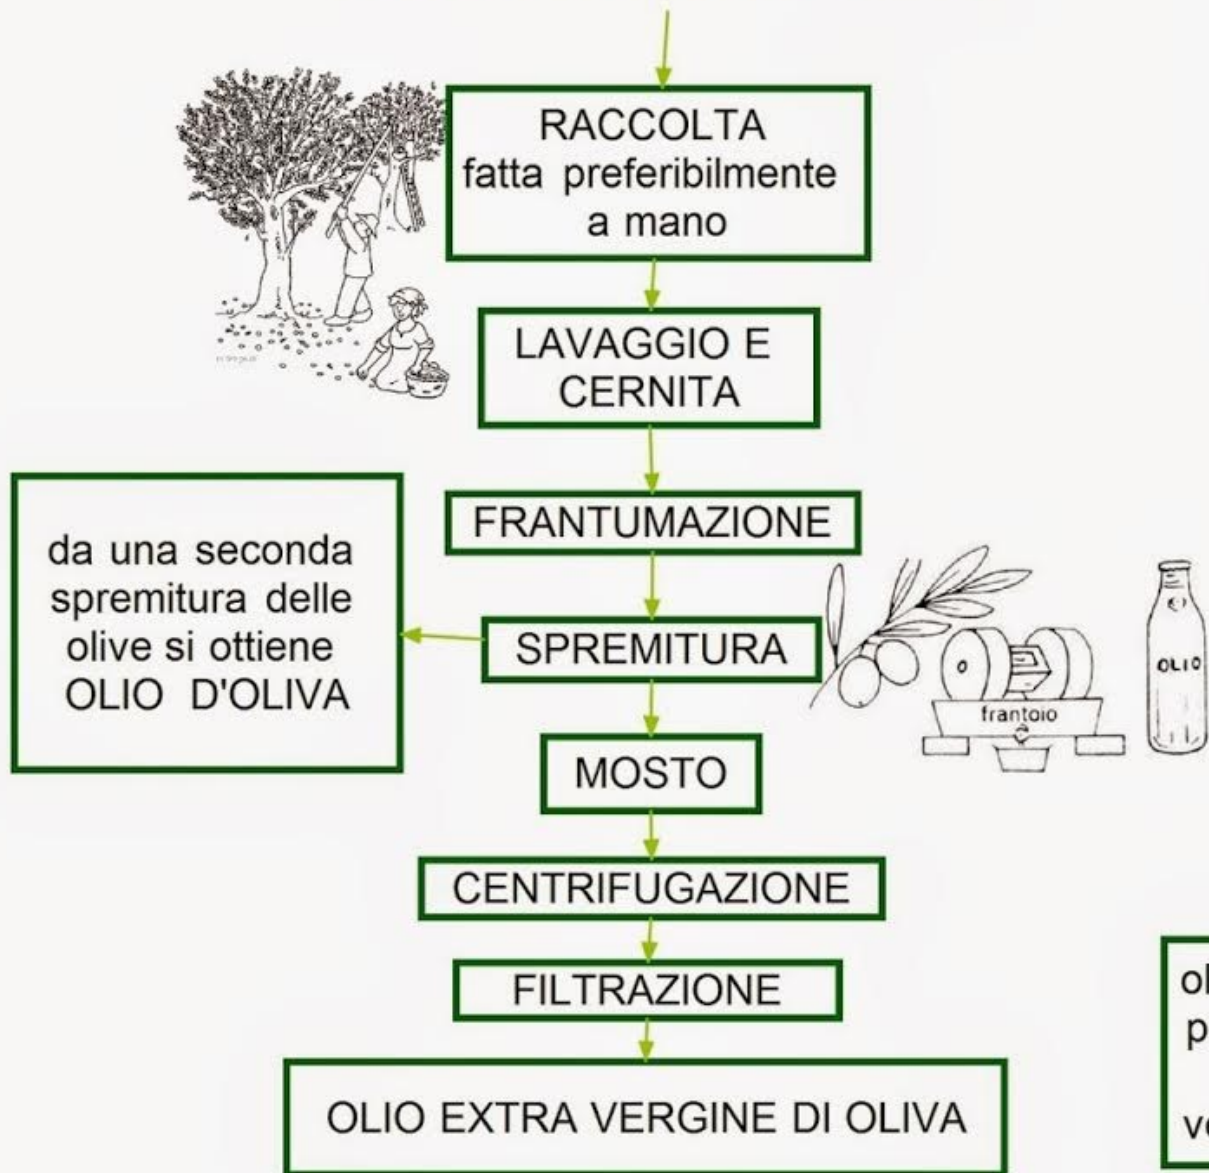 RACCOLTA
fatta preferibilmente
a mano
LAVAGGIO E
CERNITA
FRANTUMAZIONE
da una seconda
spremitura delle
olive si ottiene
OLIO D'OLIVA
SPREMITURA
OLIO
frantoio
MOSTO
CENTRIFUGAZIONE
FILTRAZIONE
OLIO EXTRA VERGINE DI OLIVA